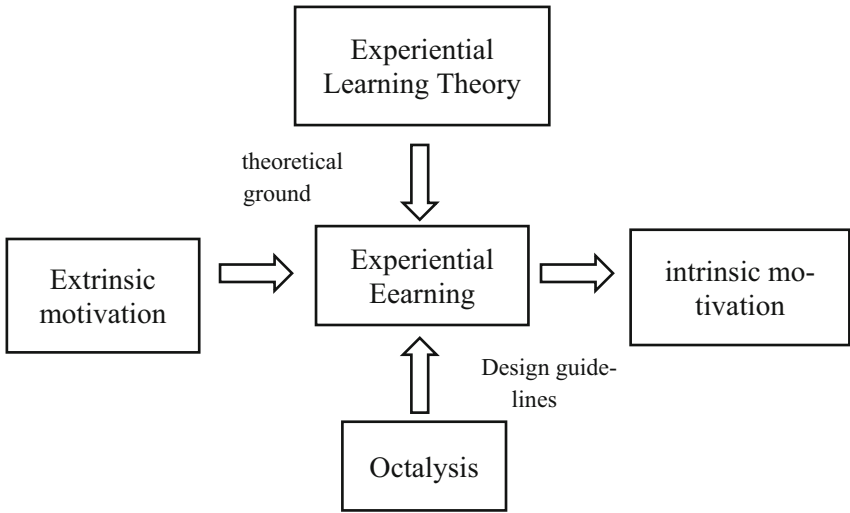 Experiential
Learning Theory
theoretical
ground
Extrinsic
motivation
Experiential
Eearning
intrinsic mo-
tivation
Design guide-
lines
Octalysis